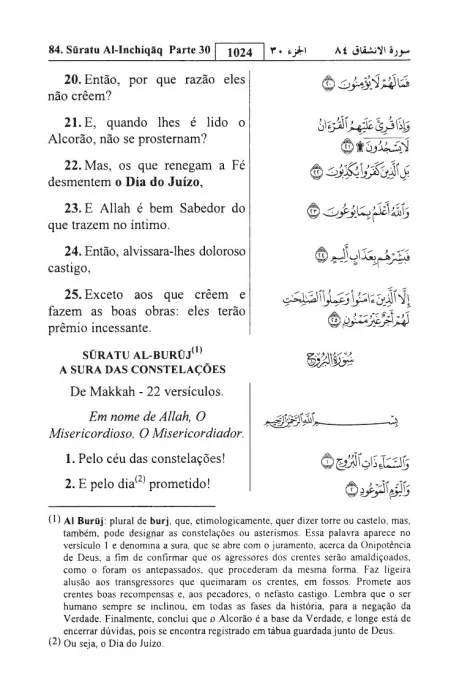 84. Sūratu Al-Inchiqāq Parte 30 1024 الجزء ٣٠ سورة الانشقاق ٨٤
20. Então, por que razão eles
não crêem?
فَمَا لَهُمْ لَا يُؤْمِنُونَ ﴿٢٠﴾
21. E, quando lhes é lido o
Alcorão, não se prosternam?
وَإِذَا قُرِئَ عَلَيْهِمُ الْقُرْءَانُ
لَا يَسْجُدُونَ ۩ ﴿٢١﴾
22. Mas, os que renegam a Fé
desmentem o Dia do Juízo,
بَلِ الَّذِينَ كَفَرُوا يُكَذِّبُونَ ﴿٢٢﴾
23. E Allah é bem Sabedor do
que trazem no íntimo.
وَاللَّهُ أَعْلَمُ بِمَا يُوعُونَ ﴿٢٣﴾
24. Então, alvissara-lhes doloroso
castigo,
فَبَشِّرْهُم بِعَذَابٍ أَلِيمٍ ﴿٢٤﴾
25. Exceto aos que crêem e
fazem as boas obras: eles terão
prêmio incessante.
إِلَّا الَّذِينَ ءَامَنُوا وَعَمِلُوا الصَّالِحَاتِ
لَهُمْ أَجْرٌ غَيْرُ مَمْنُونٍ ﴿٢٥﴾
SŪRATU AL-BURŪJ(1)
A SURA DAS CONSTELAÇÕES
سُورَةُ الْبُرُوجِ
De Makkah - 22 versículos.
Em nome de Allah, O
Misericordioso, O Misericordiador.
بِسْمِ اللَّهِ الرَّحْمَٰنِ الرَّحِيمِ
1. Pelo céu das constelações!
وَالسَّمَاءِ ذَاتِ الْبُرُوجِ ﴿١﴾
2. E pelo dia(2) prometido!
وَالْيَوْمِ الْمَوْعُودِ ﴿٢﴾
(1) Al Burūj: plural de burj, que, etimologicamente, quer dizer torre ou castelo, mas,
também, pode designar as constelações ou asterismos. Essa palavra aparece no
versículo 1 e denomina a sura, que se abre com o juramento, acerca da Onipotência
de Deus, a fim de confirmar que os agressores dos crentes serão amaldiçoados,
como o foram os antepassados, que procederam da mesma forma. Faz ligeira
alusão aos transgressores que queimaram os crentes, em fossos. Promete aos
crentes boas recompensas e, aos pecadores, o nefasto castigo. Lembra que o ser
humano sempre se inclinou, em todas as fases da história, para a negação da
Verdade. Finalmente, conclui que o Alcorão é a base da Verdade, e longe está de
encerrar dúvidas, pois se encontra registrado em tábua guardada junto de Deus.
(2) Ou seja, o Dia do Juízo.